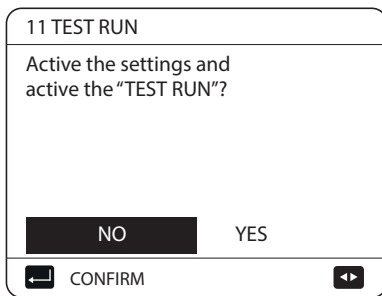 11 TEST RUN
Active the settings and
active the “TEST RUN”?
NO YES
CONFIRM